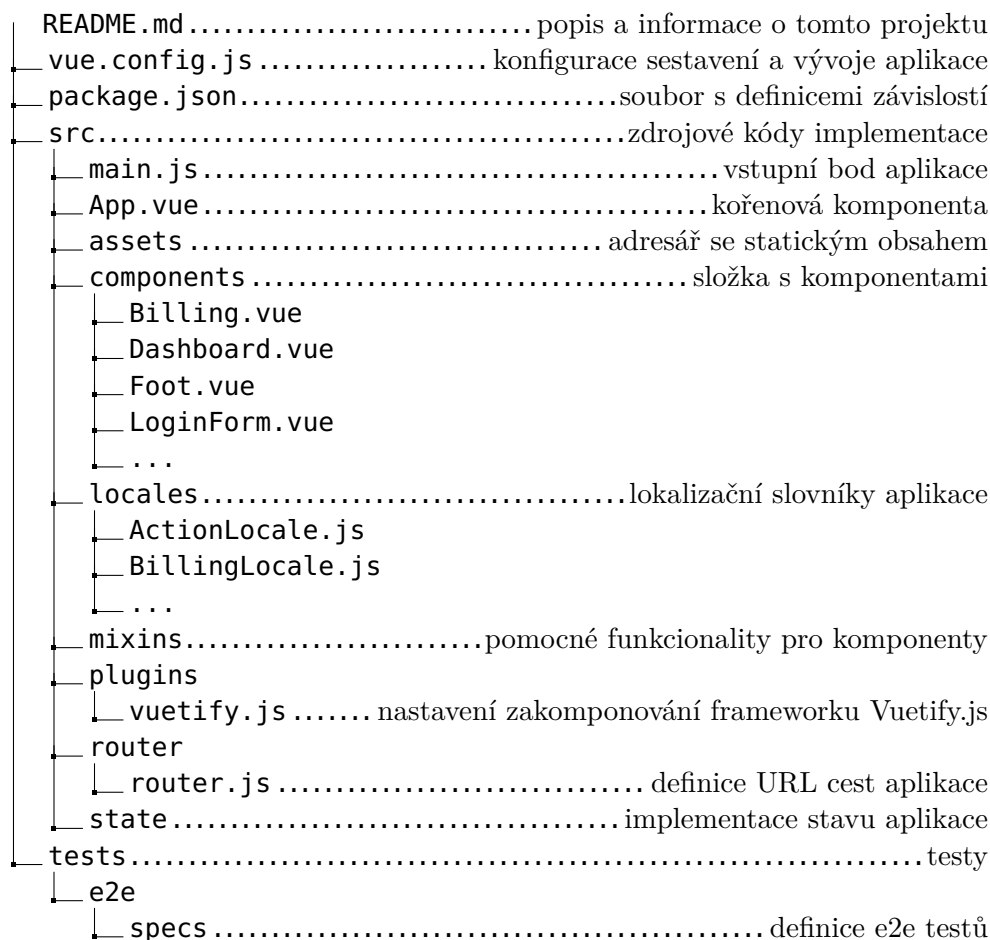 README.md.............................popis a informace o tomto projektu
vue.config.js...................konfigurace sestavení a vývoje aplikace
package.json................................soubor s definicemi závislostí
src.............................................zdrojové kódy implementace
main.js............................................vstupní bod aplikace
App.vue...........................................kořenová komponenta
assets...................................adresář se statickým obsahem
components.....................................složka s komponentami
Billing.vue
Dashboard.vue
Foot.vue
LoginForm.vue
...
locales....................................lokalizační slovníky aplikace
ActionLocale.js
BillingLocale.js
...
mixins.........................pomocné funkcionality pro komponenty
plugins
vuetify.js.......nastavení zakomponování frameworku Vuetify.js
router
router.js...............................definice URL cest aplikace
state......................................implementace stavu aplikace
tests...................................................................testy
e2e
specs...............................................definice e2e testů